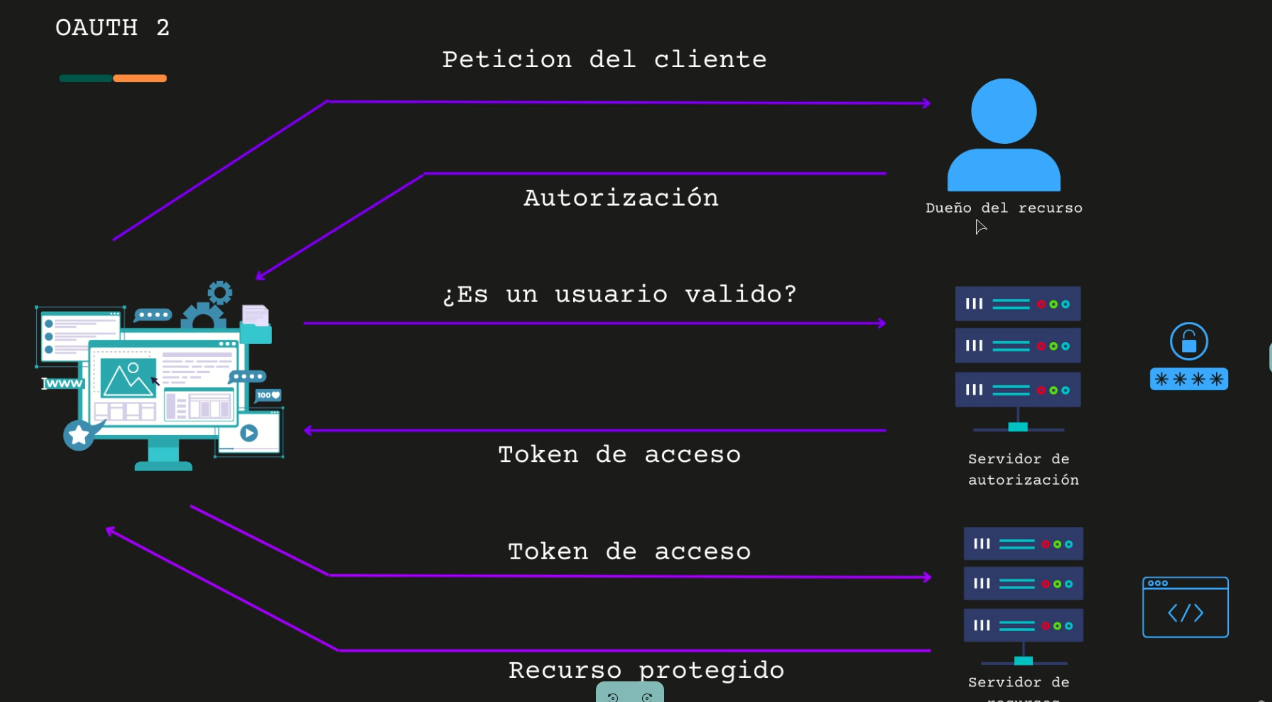 OAUTH 2
Peticion del cliente
Autorización
Dueño del recurso
¿Es un usuario valido?
www
100
****
Token de acceso
Servidor de
autorización
Token de acceso
</>
Recurso protegido
Servidor de
recursos